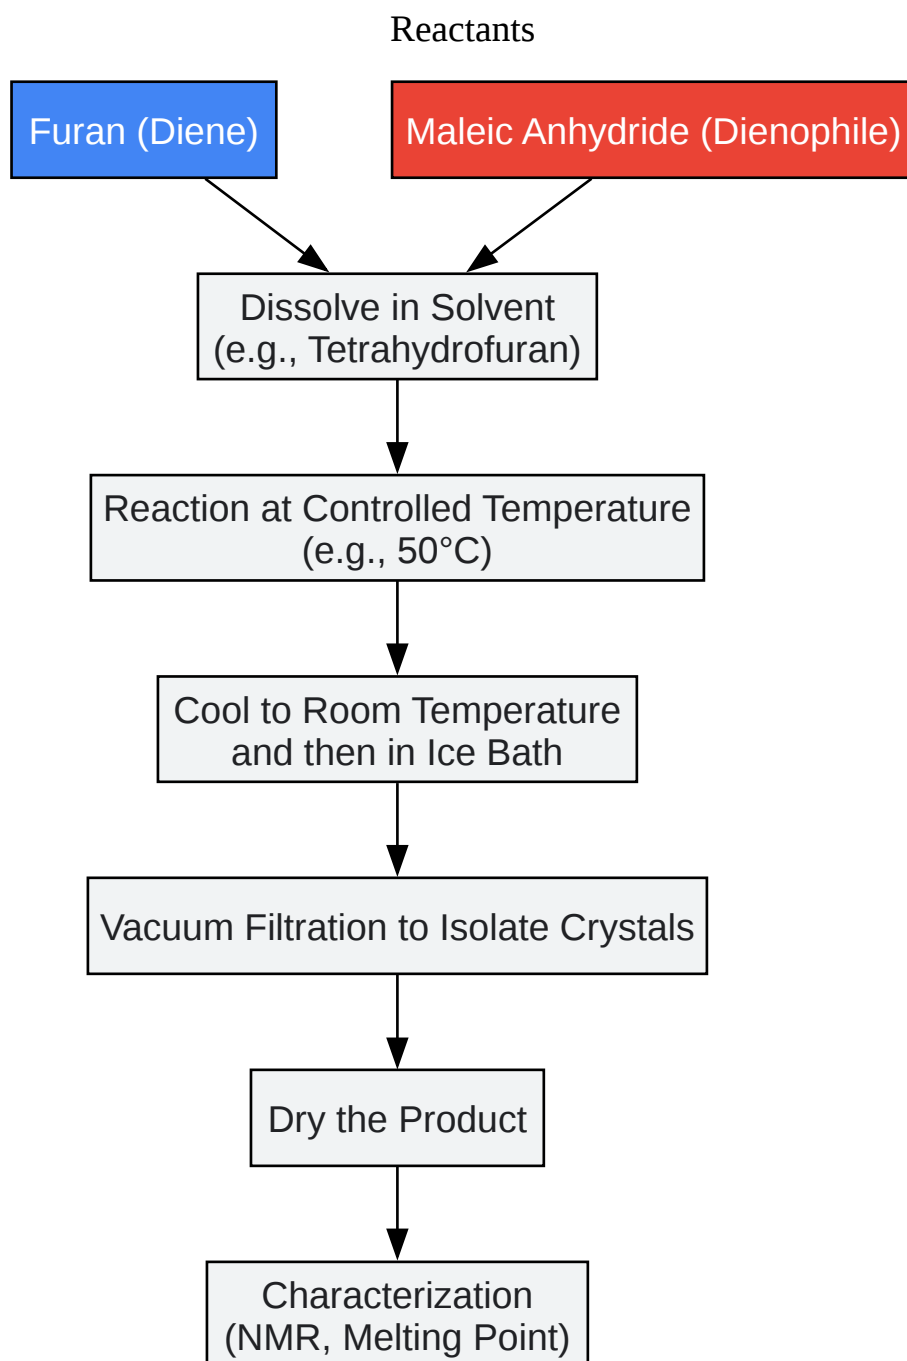 Reactants
Furan (Diene)
Maleic Anhydride (Dienophile)
Dissolve in Solvent
(e.g., Tetrahydrofuran)
Reaction at Controlled Temperature
(e.g., 50°C)
Cool to Room Temperature
and then in Ice Bath
Vacuum Filtration to Isolate Crystals
Dry the Product
Characterization
(NMR, Melting Point)